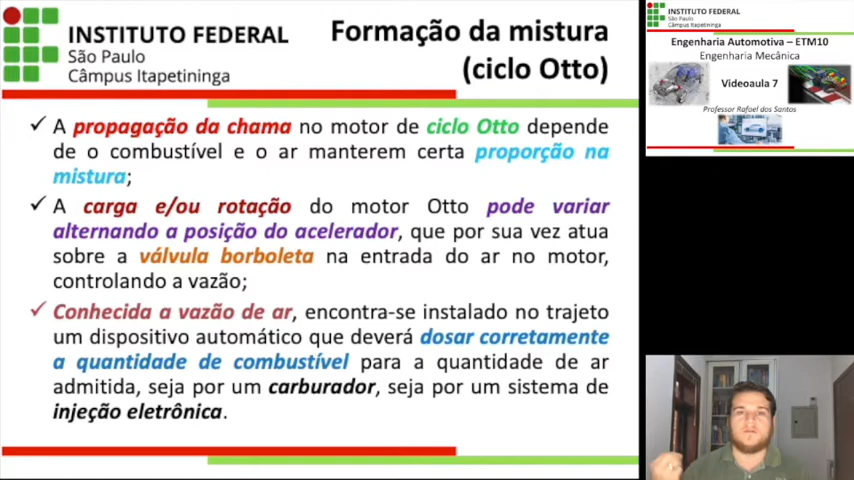 INSTITUTO FEDERAL
São Paulo
Câmpus Itapetininga
Formação da mistura
(ciclo Otto)
✓ A propagação da chama no motor de ciclo Otto depende
de o combustível e o ar manterem certa proporção na
mistura;
✓ A carga e/ou rotação do motor Otto pode variar
alternando a posição do acelerador, que por sua vez atua
sobre a válvula borboleta na entrada do ar no motor,
controlando a vazão;
✓ Conhecida a vazão de ar, encontra-se instalado no trajeto
um dispositivo automático que deverá dosar corretamente
a quantidade de combustível para a quantidade de ar
admitida, seja por um carburador, seja por um sistema de
injeção eletrônica.
INSTITUTO FEDERAL
São Paulo
Câmpus Itapetininga
Engenharia Automotiva – ETM10
Engenharia Mecânica
Videoaula 7
Professor Rafael dos Santos